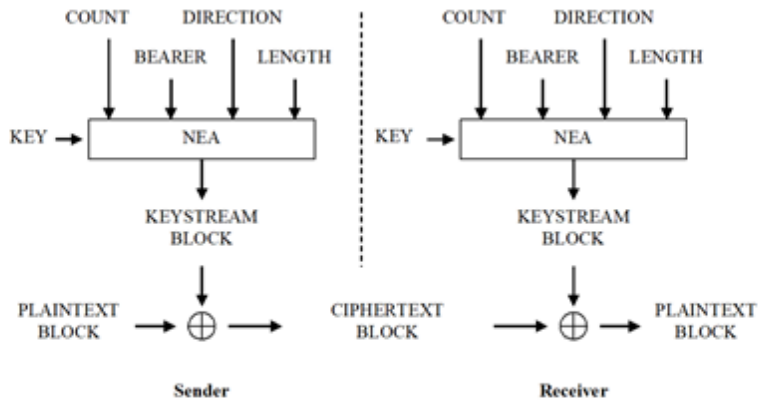 COUNT DIRECTION COUNT DIRECTION
BEARER LENGTH BEARER LENGTH
KEY NEA KEY NEA
KEYSTREAM KEYSTREAM
BLOCK BLOCK
PLAINTEXT CIPHERTEXT PLAINTEXT
BLOCK BLOCK BLOCK
Sender Receiver